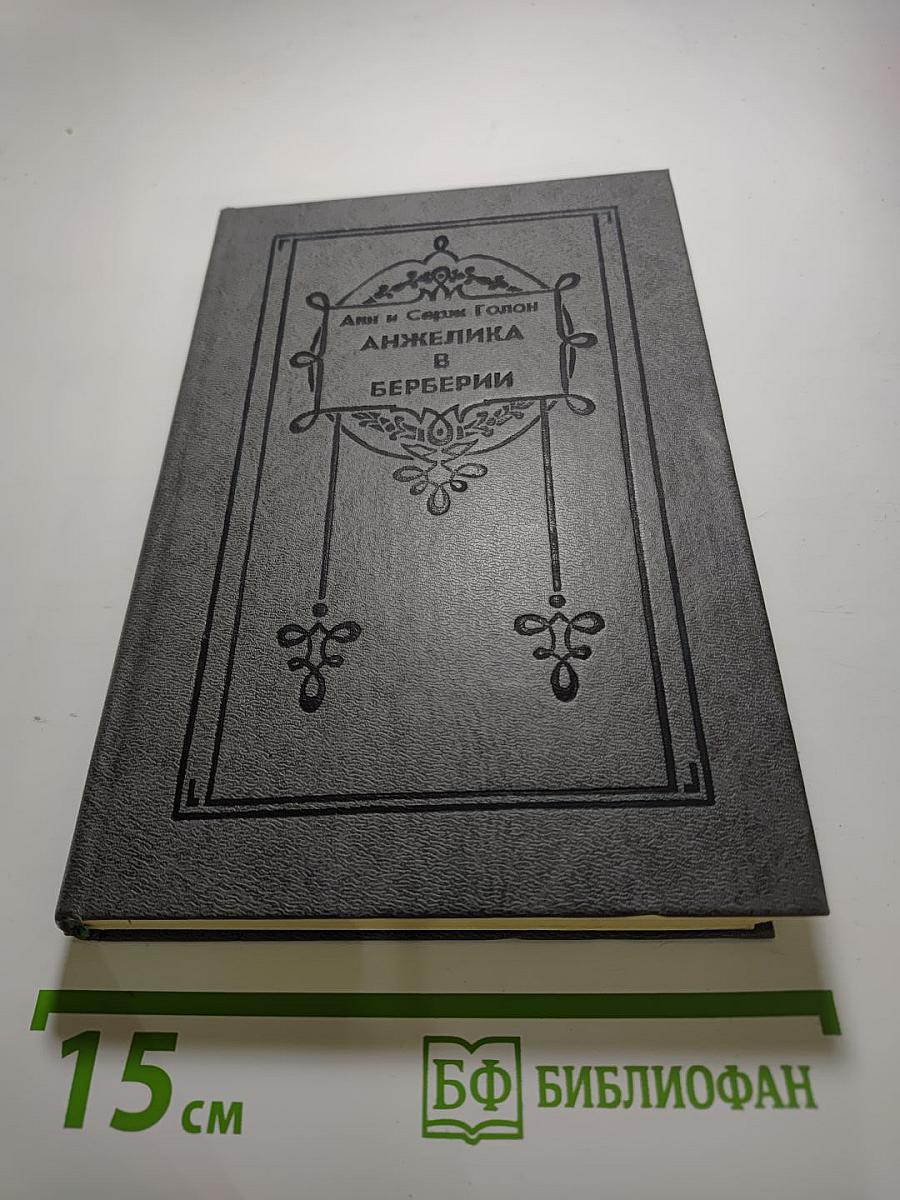 Анн и Серж Голон
АНЖЕЛИКА
В
БЕРБЕРИИ
15 см
БФ БИБЛИОФАН